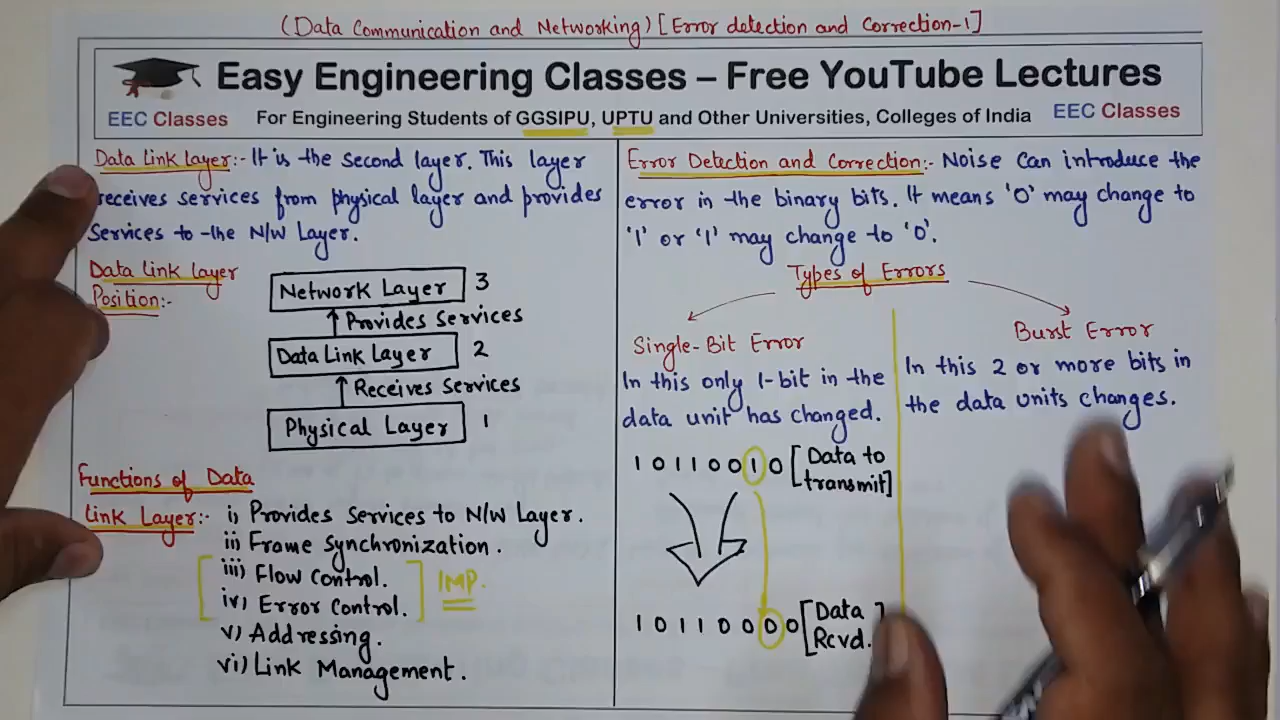 (Data Communication and Networking) [Error detection and Correction-1]
Easy Engineering Classes – Free YouTube Lectures
EEC Classes
For Engineering Students of GGSIPU, UPTU and Other Universities, Colleges of India
EEC Classes
Data Link Layer:- It is the second layer. This layer
receives services from physical layer and provides
Services to the N/W Layer.
Data link layer
Position:-
Network Layer 3
Provides Services
Data Link Layer 2
Receives Services
Physical Layer 1
Functions of Data
Link Layer:- i) Provides Services to N/W Layer.
ii) Frame Synchronization.
iii) Flow Control.
iv) Error Control.
IMP.
v) Addressing.
vi) Link Management.
Error Detection and Correction:- Noise can introduce the
error in the binary bits. It means '0' may change to
'1' or '1' may change to '0'.
Types of Errors
Single-Bit Error
In this only 1-bit in the
data unit has changed.
1 0 1 1 0 0 1 0 [Data to
transmit]
1 0 1 1 0 0 0 0 [Data
Rcvd.]
Burst Error
In this 2 or more bits in
the data units changes.